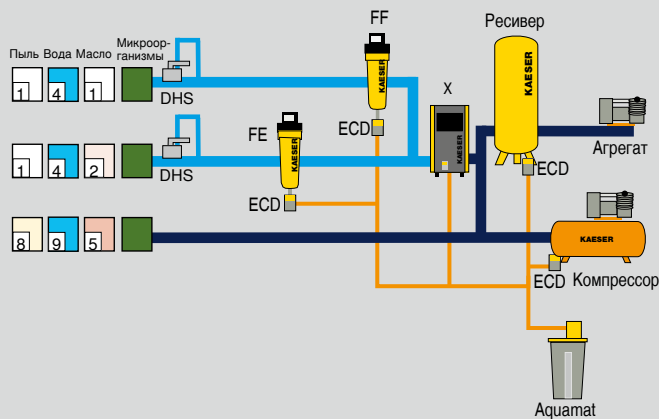 FF
Ресивер
Пыль Вода Масло
Микроор-
ганизмы
1 4 1
DHS
KAESER
KAESER
X
FE
ECD
KAESER
KAESER
Агрегат
1 4 2
DHS
ECD
ECD
8 9 5
KAESER
ECD
Компрессор
Aquamat